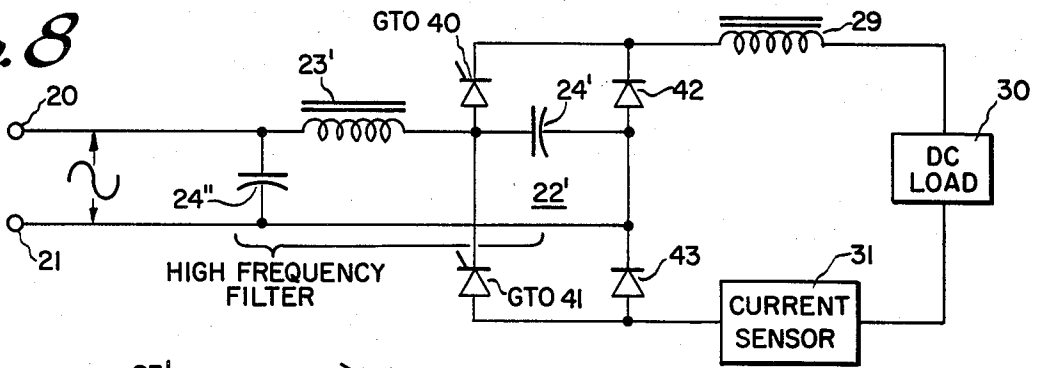 . 8
GTO 40
29
23'
20
24'
42
30
DC
LOAD
24"
22'
21
HIGH FREQUENCY
FILTER
GTO 41
43
31
CURRENT
SENSOR